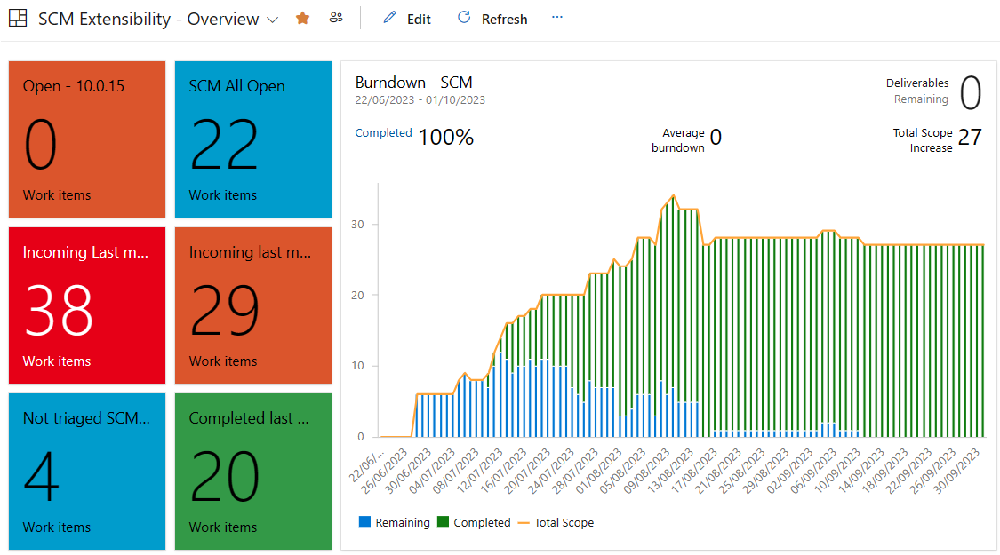 SCM Extensibility - Overview
Edit
Refresh
Open - 10.0.15
0
Work items
SCM All Open
22
Work items
Incoming Last m...
38
Work items
Incoming last m...
29
Work items
Not triaged SCM...
4
Work items
Completed last ...
20
Work items
Burndown - SCM
22/06/2023 - 01/10/2023
Deliverables
Remaining
0
Completed 100%
Average
burndown
0
Total Scope
Increase
27
30
20
10
0
22/06/...
26/06/2023
30/06/2023
04/07/2023
08/07/2023
12/07/2023
16/07/2023
20/07/2023
24/07/2023
28/07/2023
01/08/2023
05/08/2023
09/08/2023
13/08/2023
17/08/2023
21/08/2023
25/08/2023
29/08/2023
02/09/2023
06/09/2023
10/09/2023
14/09/2023
18/09/2023
22/09/2023
26/09/2023
30/09/2023
Remaining
Completed
Total Scope